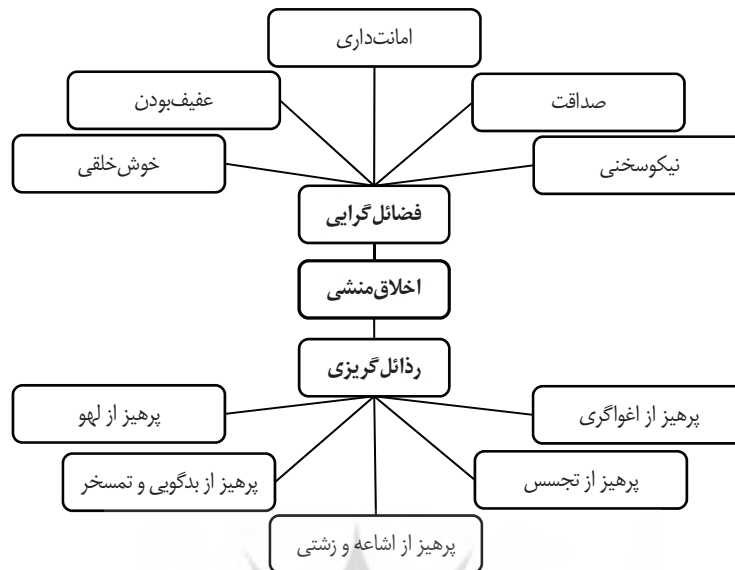 امانت‌داری
صداقت
عفیف‌بودن
نیکوسخنی
خوش‌خلقی
فضائل‌گرایی
اخلاق‌منشی
رذائل‌گریزی
پرهیز از اغواگری
پرهیز از لهو
پرهیز از تجسس
پرهیز از بدگویی و تمسخر
پرهیز از اشاعه و زشتی